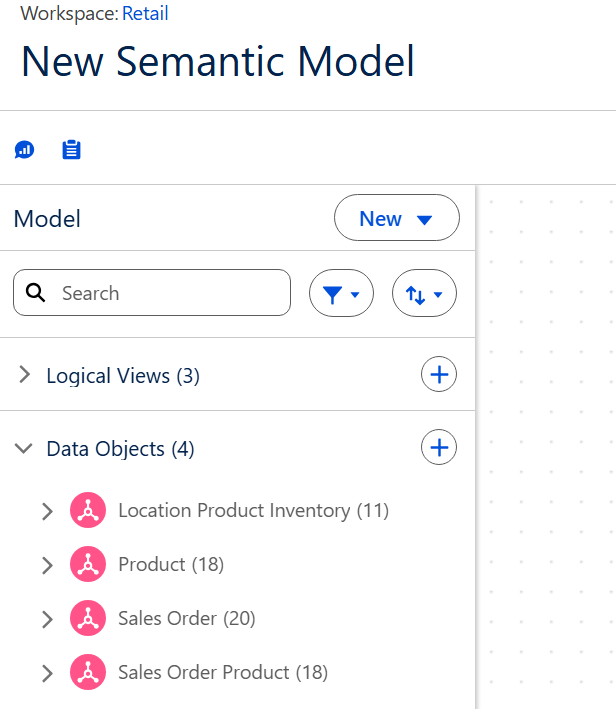 Workspace: Retail
New Semantic Model
Model
New
Search
Logical Views (3)
Data Objects (4)
Location Product Inventory (11)
Product (18)
Sales Order (20)
Sales Order Product (18)